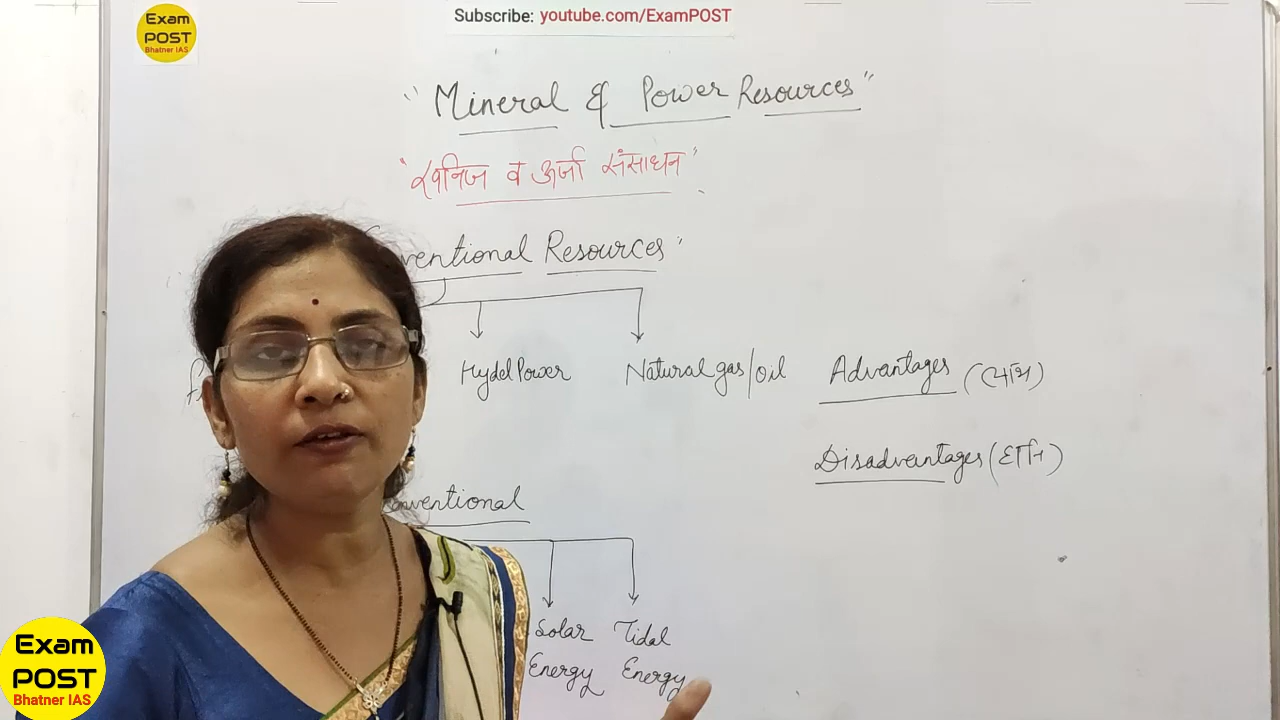 Exam
POST
Bhatner IAS
Subscribe: youtube.com/ExamPOST
"Mineral & Power Resources"
"खनिज व ऊर्जा संसाधन"
ventional Resources"
Hydel Power
Natural gas/oil
Advantages (लाभ)
Disadvantages (हानि)
conventional
Solar
Energy
Tidal
Energy
Exam
POST
Bhatner IAS